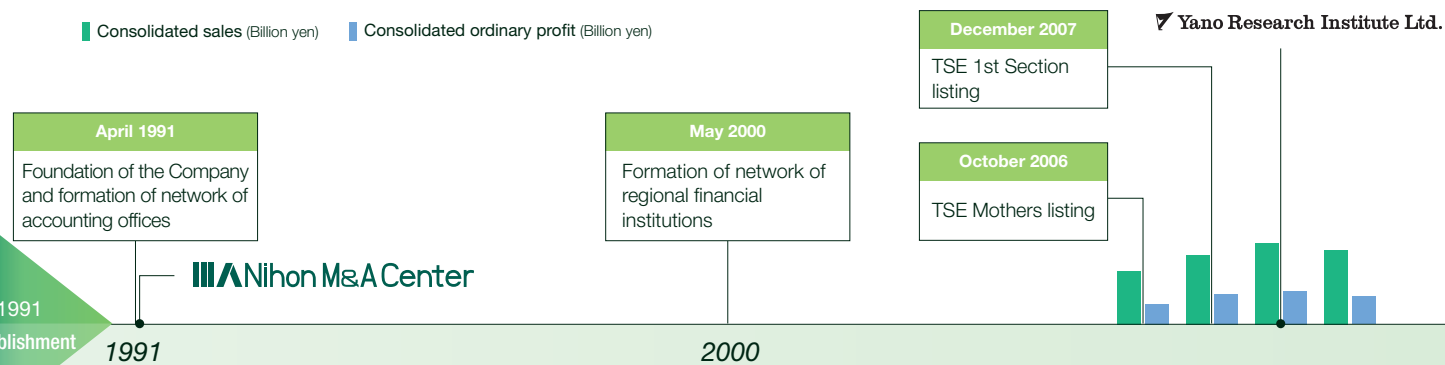 Consolidated sales (Billion yen)
Consolidated ordinary profit (Billion yen)
Yano Research Institute Ltd.
December 2007
TSE 1st Section
listing
April 1991
Foundation of the Company
and formation of network of
accounting offices
May 2000
Formation of network of
regional financial
institutions
October 2006
TSE Mothers listing
Nihon M&A Center
1991
blishment
1991
2000